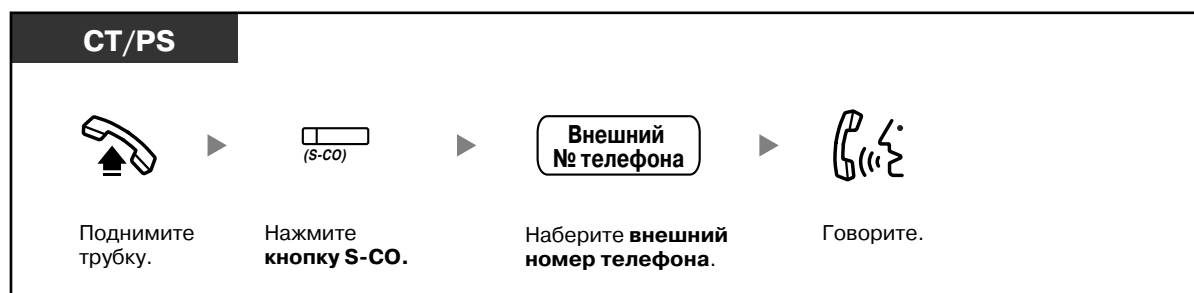 CT/PS
(S-CO)
Внешний
№ телефона
Поднимите
трубку.
Нажмите
кнопку S-CO.
Наберите внешний
номер телефона.
Говорите.